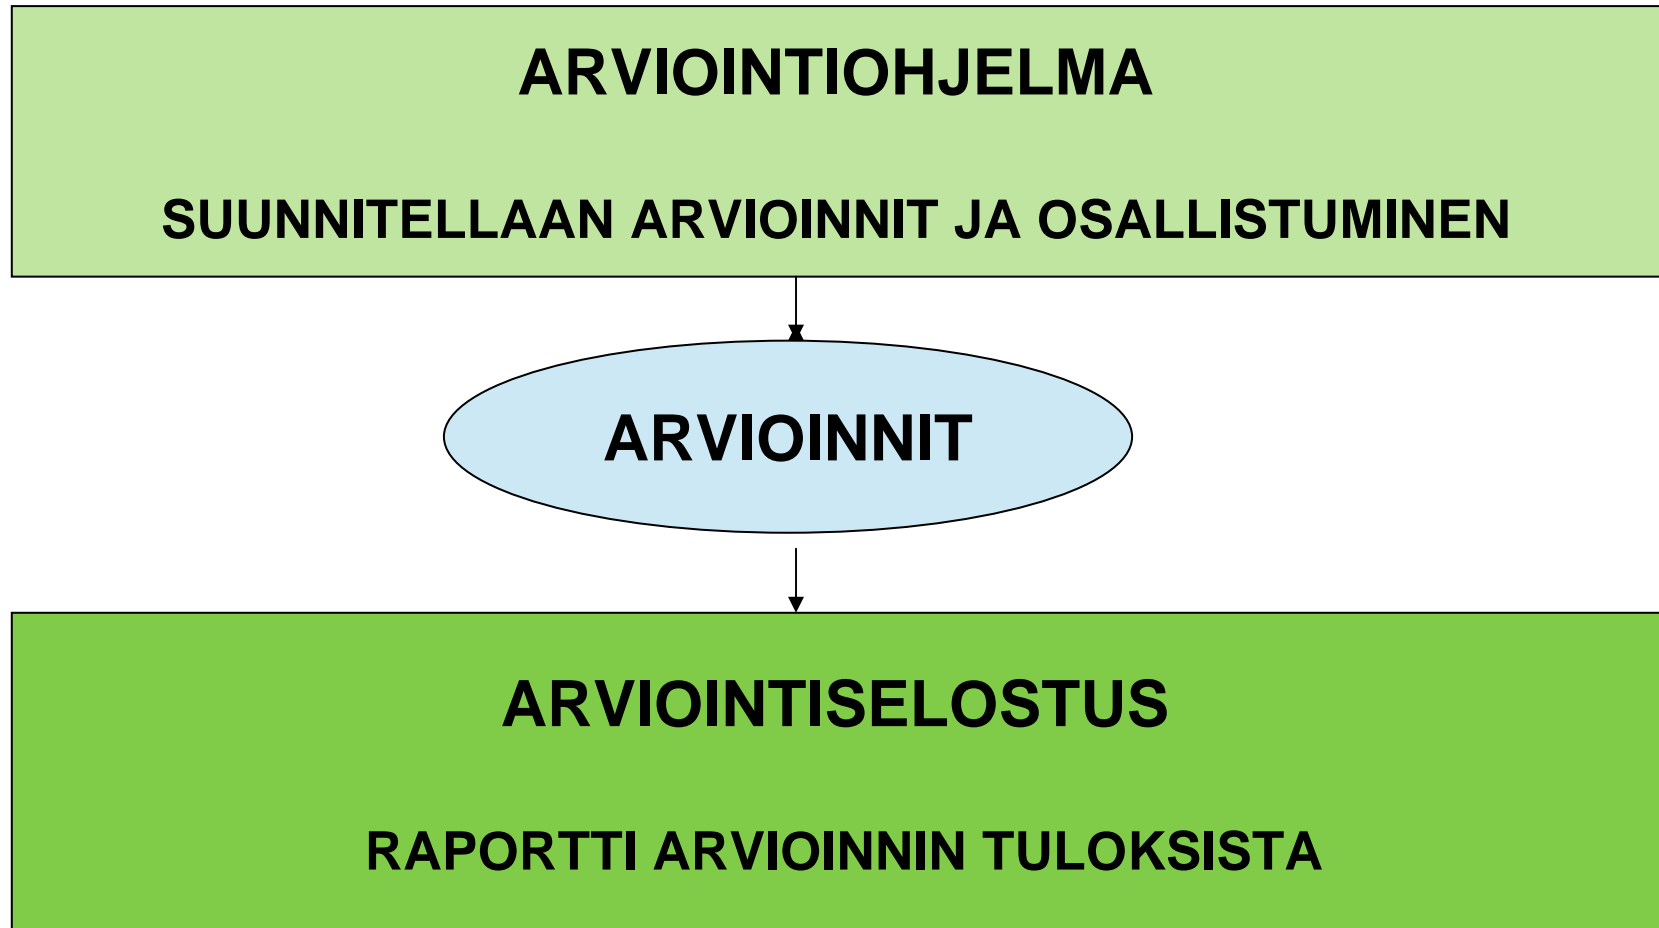 ARVIOINTIOHJELMA
SUUNNITELLAAN ARVIOINNIT JA OSALLISTUMINEN
ARVIOINNIT
ARVIOINTISELOSTUS
RAPORTTI ARVIOINNIN TULOKSISTA